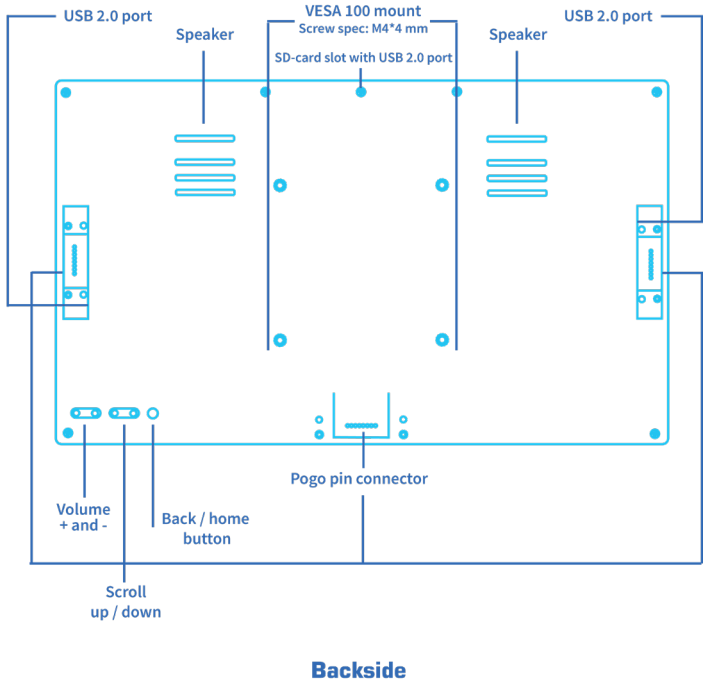 USB 2.0 port
VESA 100 mount
Screw spec: M4*4 mm
USB 2.0 port
Speaker
Speaker
SD-card slot with USB 2.0 port
Pogo pin connector
Volume
+ and -
Back / home
button
Scroll
up / down
Backside